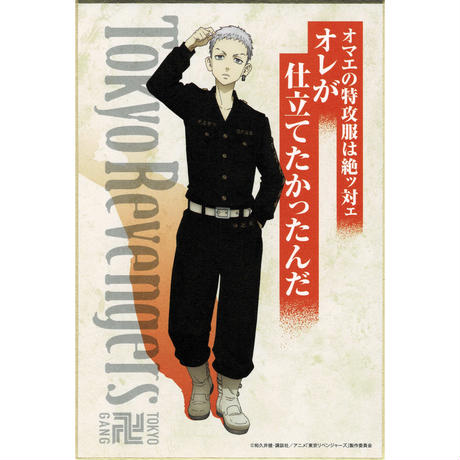 オマエの特攻服は絶ッ対ェ
オレが
仕立てたかったんだ
Tokyo Revengers
卍
TOKYO
GANG
©和久井健・講談社／アニメ「東京リベンジャーズ」製作委員会